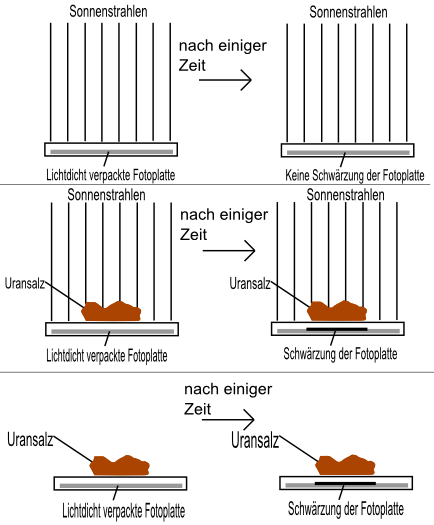 Sonnenstrahlen
nach einiger
Zeit
Sonnenstrahlen
Lichtdicht verpackte Fotoplatte
Keine Schwärzung der Fotoplatte
Sonnenstrahlen
nach einiger
Zeit
Sonnenstrahlen
Uransalz
Uransalz
Lichtdicht verpackte Fotoplatte
Schwärzung der Fotoplatte
nach einiger
Zeit
Uransalz
Uransalz
Lichtdicht verpackte Fotoplatte
Schwärzung der Fotoplatte